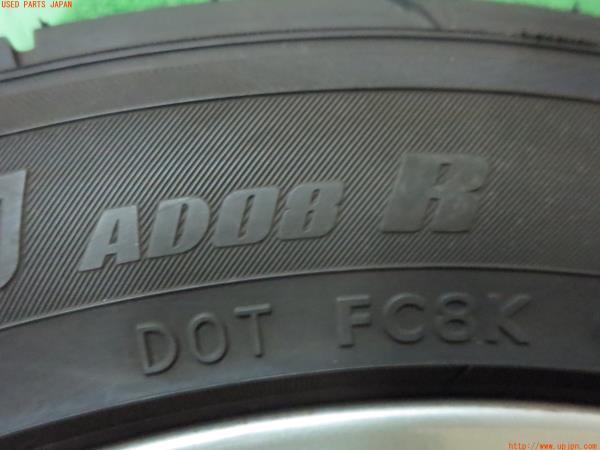 USED PARTS JAPAN
AD08 R
DOT FC8K
http://www.upjpn.com/